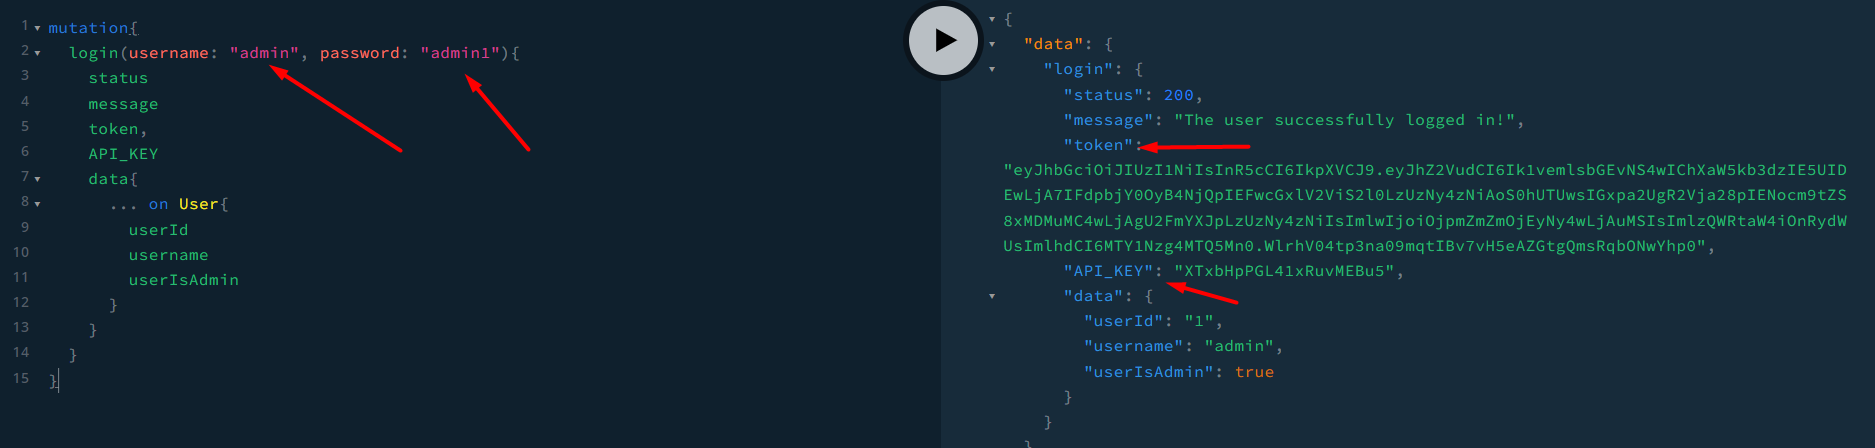 1 mutation{
2 login(username: "admin", password: "admin1"){
3 status
4 message
5 token,
6 API_KEY
7 data{
8 ... on User{
9 userId
10 username
11 userIsAdmin
12 }
13 }
14 }
15 }
{
"data": {
"login": {
"status": 200,
"message": "The user successfully logged in!",
"token":
"eyJhbGciOiJIUzI1NiIsInR5cCI6IkpXVCJ9.eyJhZ2VudCI6Ik1vemlsbGEvNS4wIChXaW5kb3dzIE5UID
EwLjA7IFdpbjY0OyB4NjQpIEFwcGxlV2ViS2l0LzUzNy4zNiAoS0hUTUwsIGxpa2UgR2Vja28pIENocm9tZS
8xMDMuMC4wLjAgU2FmYXJpLzUzNy4zNiIsImlwIjoiOjpmZmZmOjEyNy4wLjAuMSIsImlzQWRtaW4iOnRydW
UsImlhdCI6MTY1Nzg4MTQ5Mn0.WlrhV04tp3na09mqtIBv7vH5eAZGtgQmsRqbONwYhp0",
"API_KEY": "XTxbHpPGL41xRuvMEBu5",
"data": {
"userId": "1",
"username": "admin",
"userIsAdmin": true
}
}
}